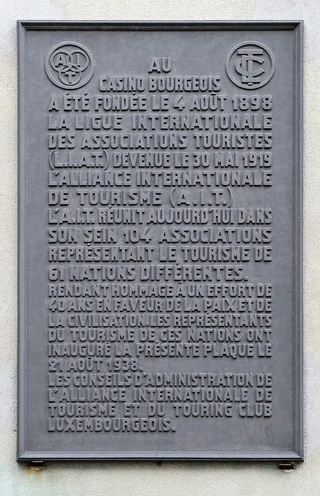 AU
CASINO BOURGEOIS
A ÉTÉ FONDÉE LE 4 AOÛT 1898
LA LIGUE INTERNATIONALE
DES ASSOCIATIONS TOURISTES
(L.I.A.T.) DEVENUE LE 30 MAI 1919
L'ALLIANCE INTERNATIONALE
DE TOURISME (A.I.T.)
L'A.I.T. RÉUNIT AUJOURD'HUI DANS
SON SEIN 104 ASSOCIATIONS
REPRÉSENTANT LE TOURISME DE
61 NATIONS DIFFÉRENTES.
RENDANT HOMMAGE À UN EFFORT DE
40 ANS EN FAVEUR DE LA PAIX ET DE
LA CIVILISATION LES REPRÉSENTANTS
DU TOURISME DE CES NATIONS ONT
INAUGURÉ LA PRÉSENTE PLAQUE LE
21 AOÛT 1938.
LES CONSEILS D'ADMINISTRATION DE
L'ALLIANCE INTERNATIONALE DE
TOURISME ET DU TOURING CLUB
LUXEMBOURGEOIS.